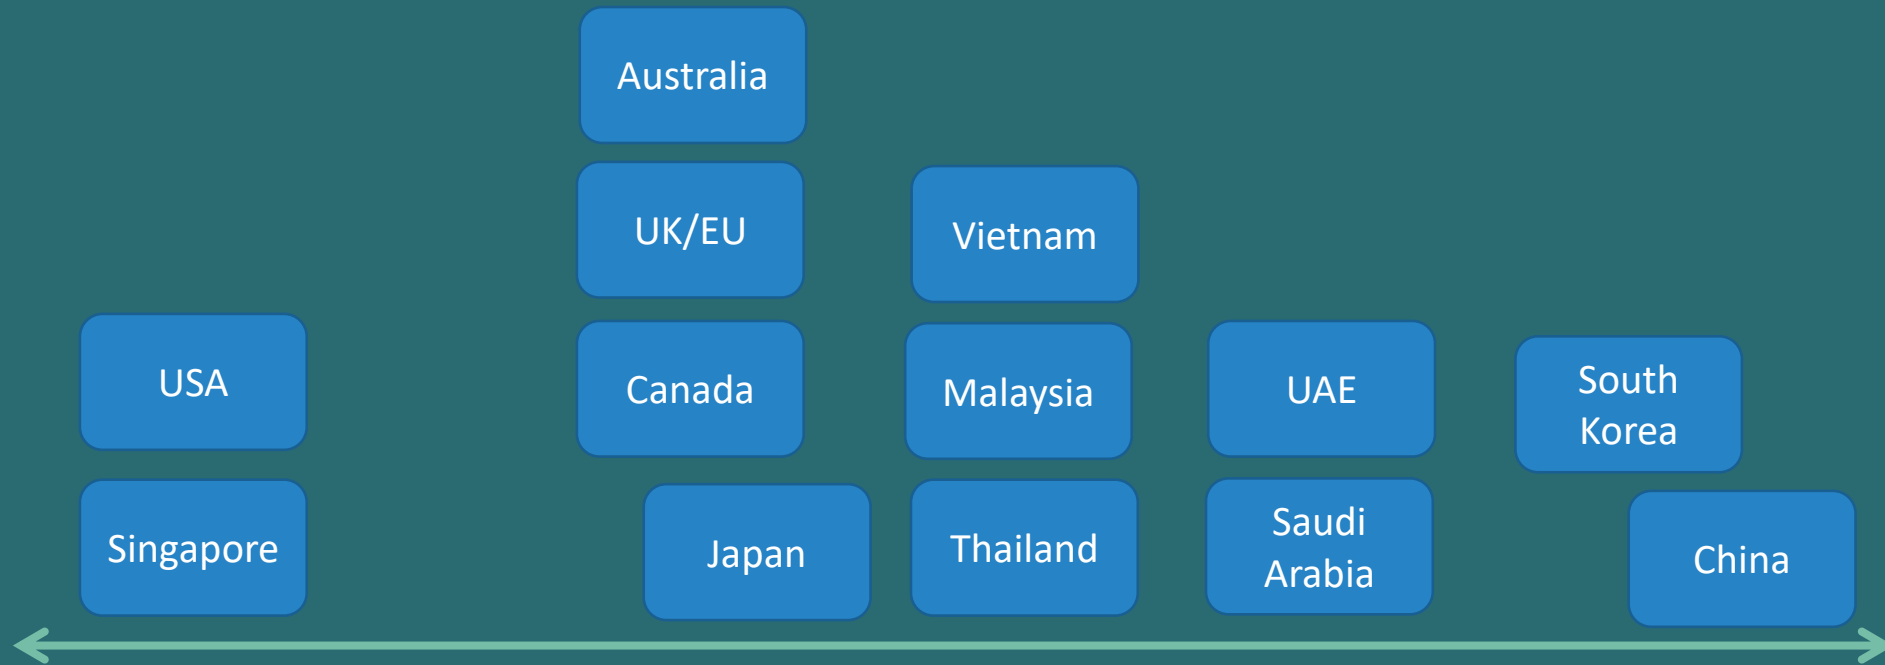 Australia
UK/EU
Vietnam
USA
Canada
Malaysia
UAE
South
Korea
Singapore
Japan
Thailand
Saudi
Arabia
China